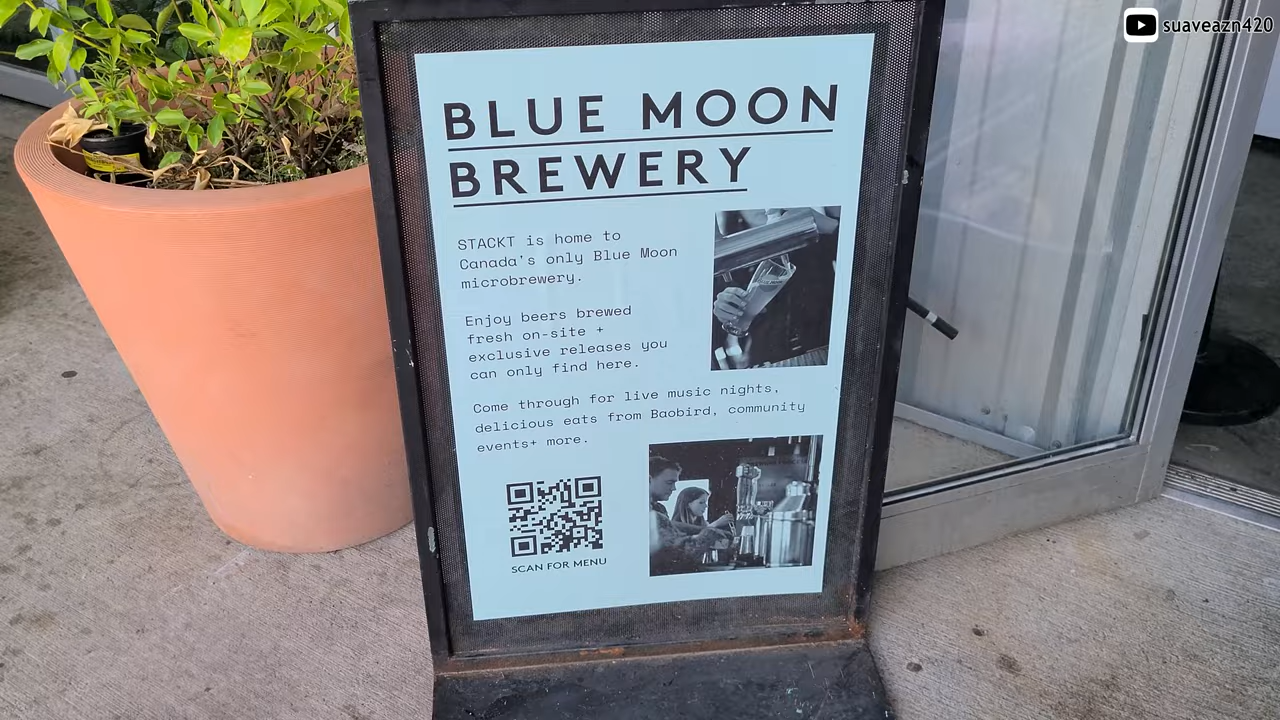 suaveazn420
BLUE MOON
BREWERY
STACKT is home to
Canada's only Blue Moon
microbrewery.
Enjoy beers brewed
fresh on-site +
exclusive releases you
can only find here.
Come through for live music nights,
delicious eats from Baobird, community
events+ more.
SCAN FOR MENU
BLUE MOON